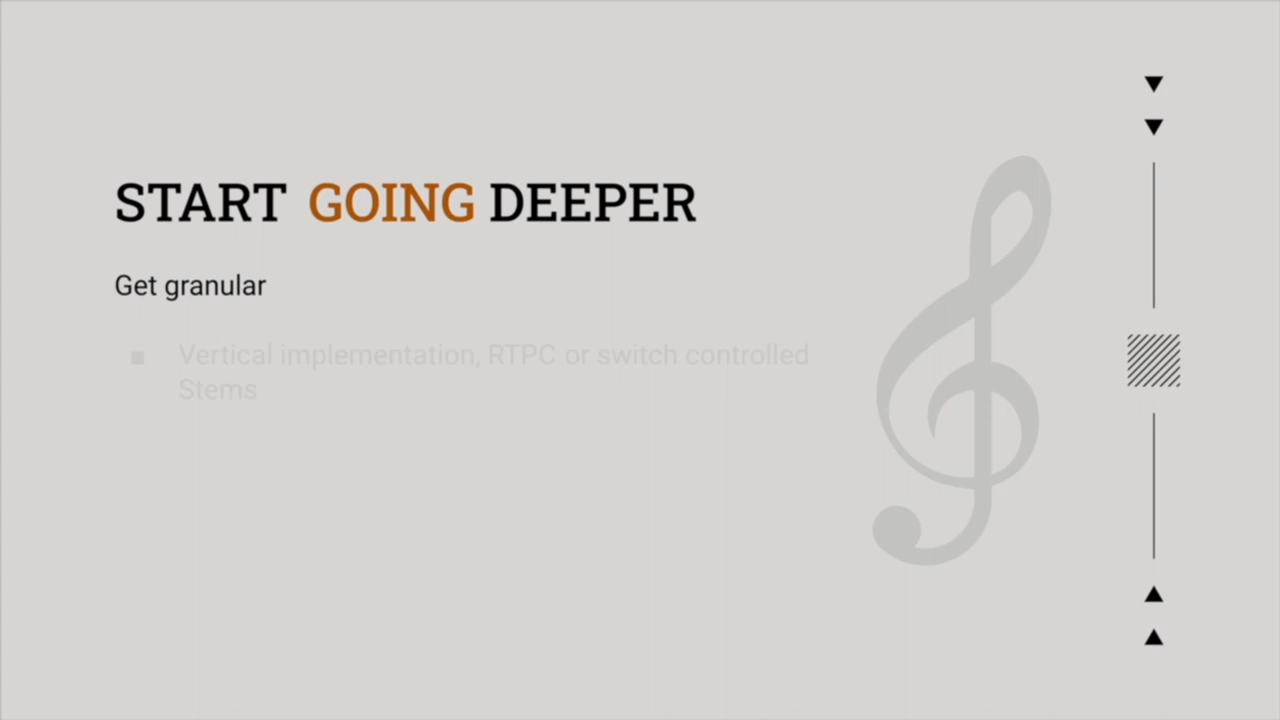 START GOING DEEPER
Get granular
■ Vertical implementation, RTPC or switch controlled
Stems